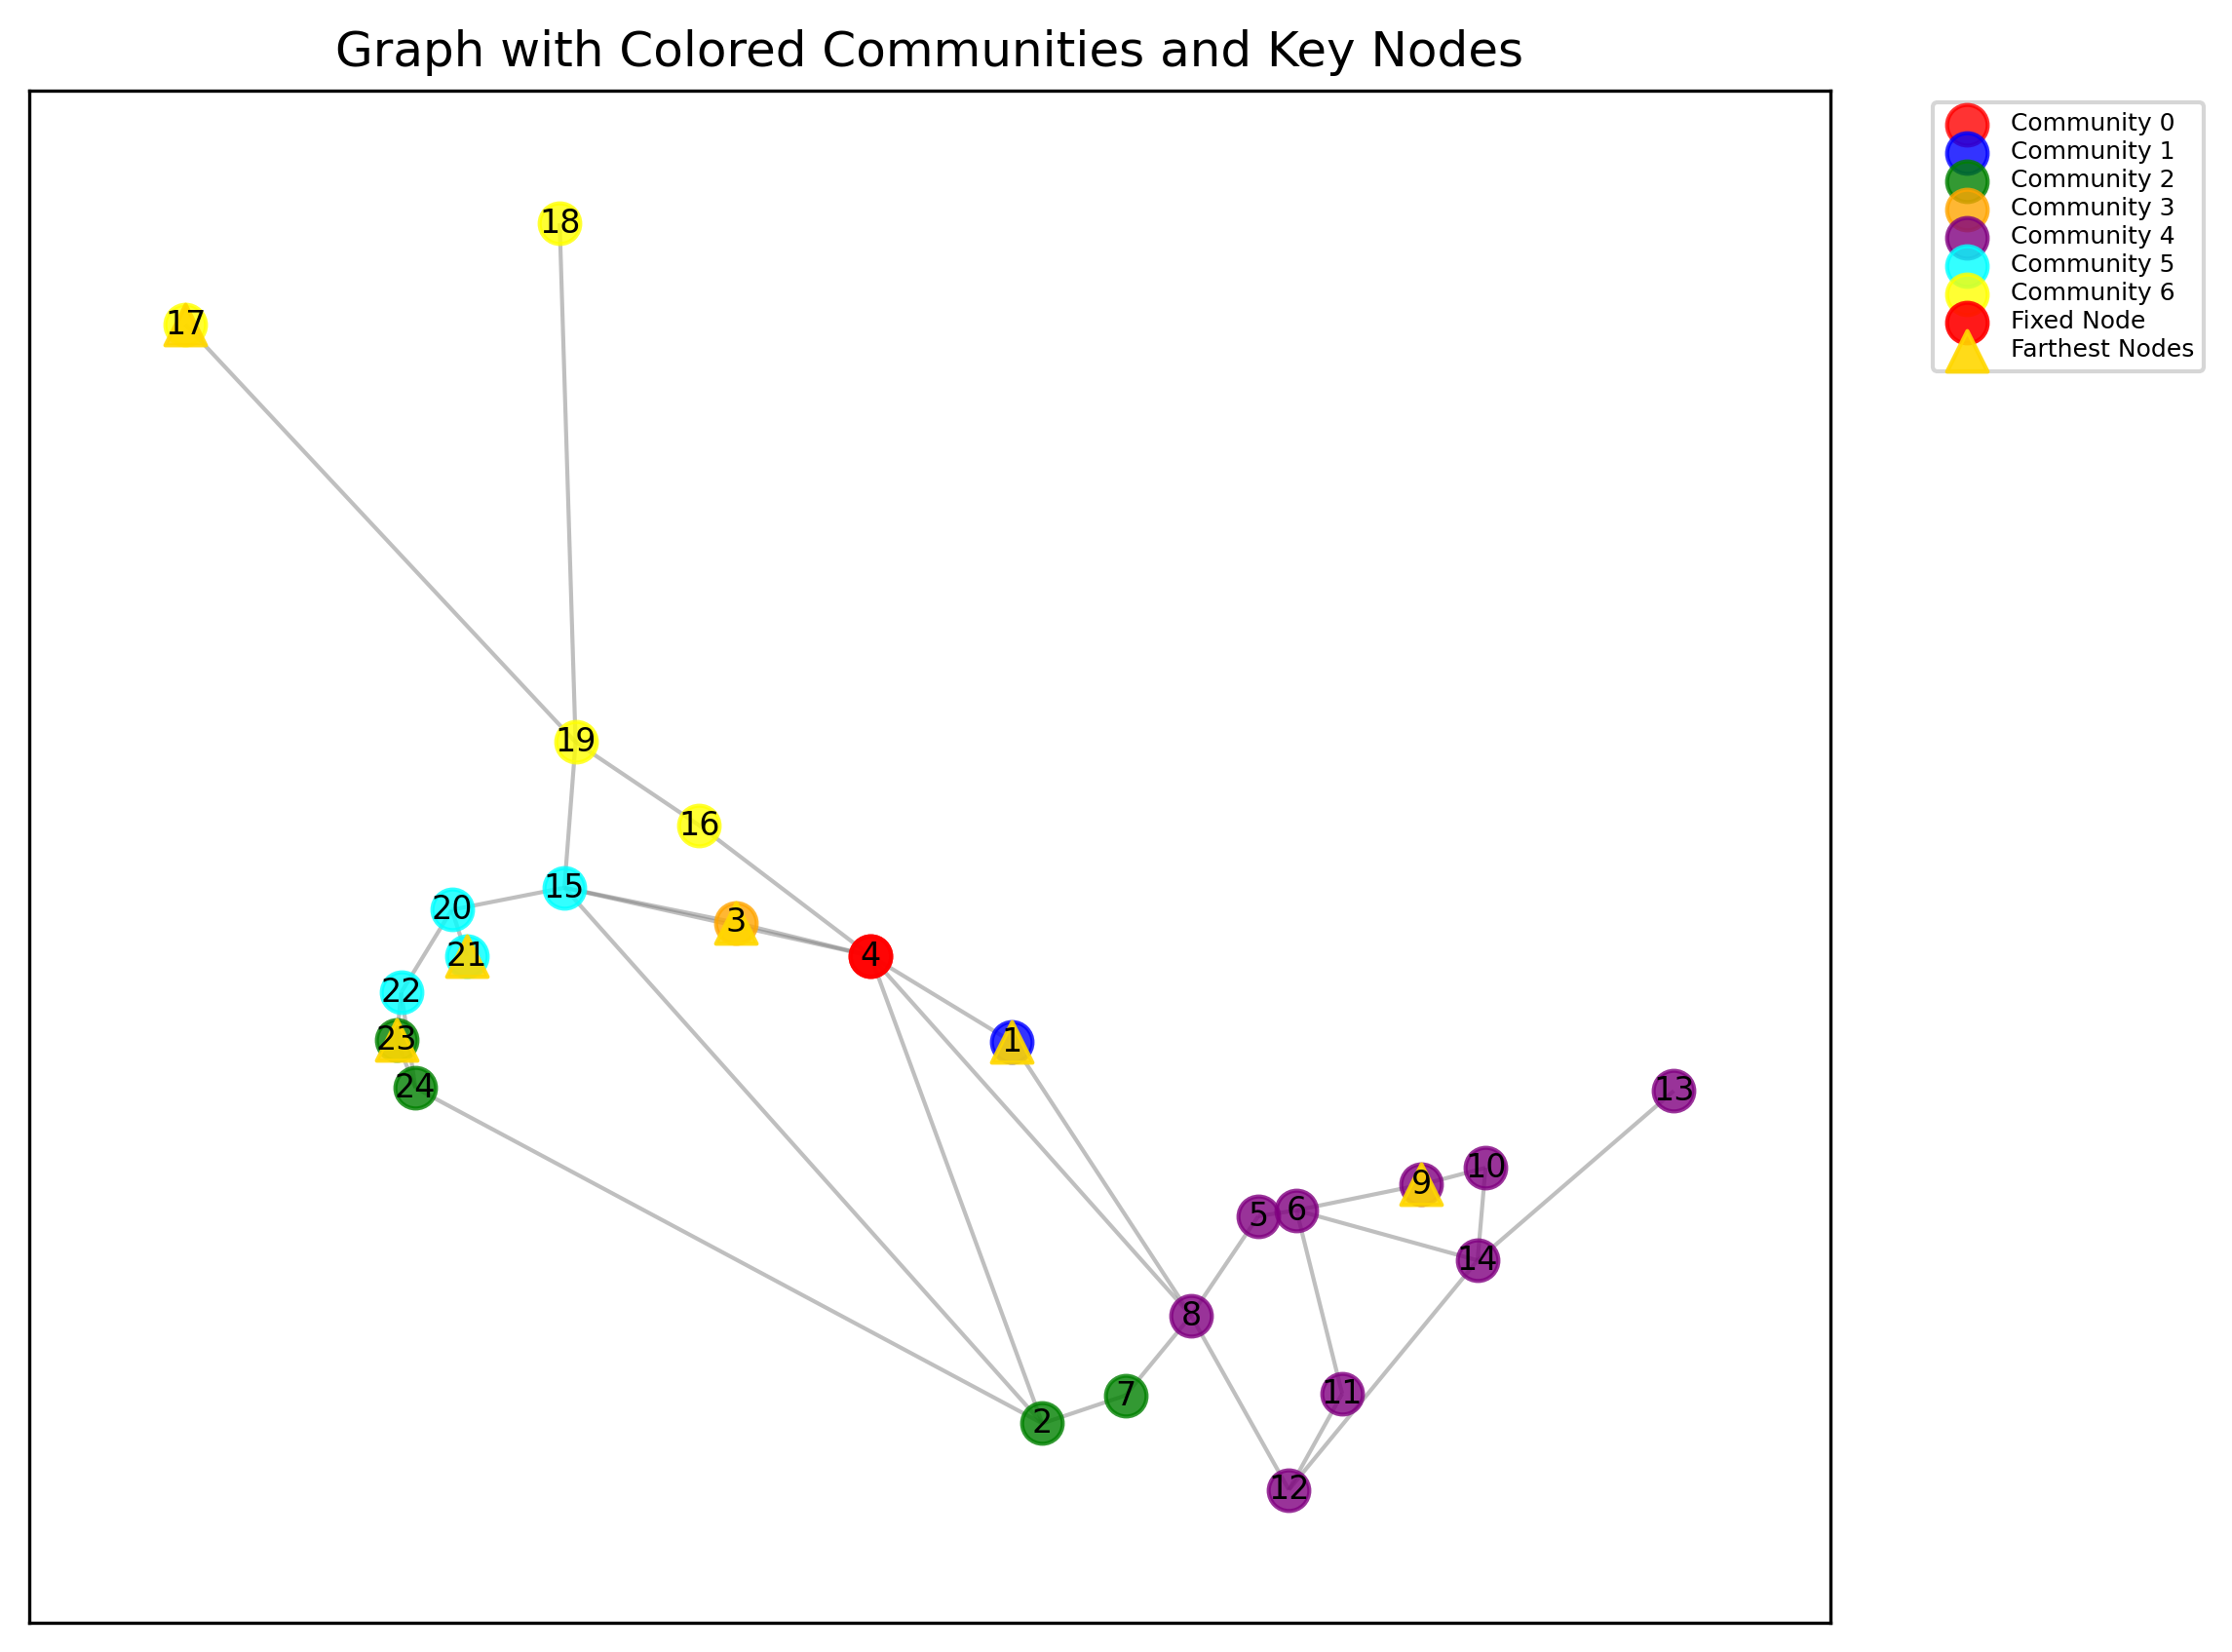 Graph with Colored Communities and Key Nodes
Community 0
Community 1
Community 2
Community 3
Community 4
Community 5
Community 6
Fixed Node
Farthest Nodes
18
17
19
16
15
20
3
21
4
22
23
1
24
13
10
9
5
6
14
8
11
7
2
12